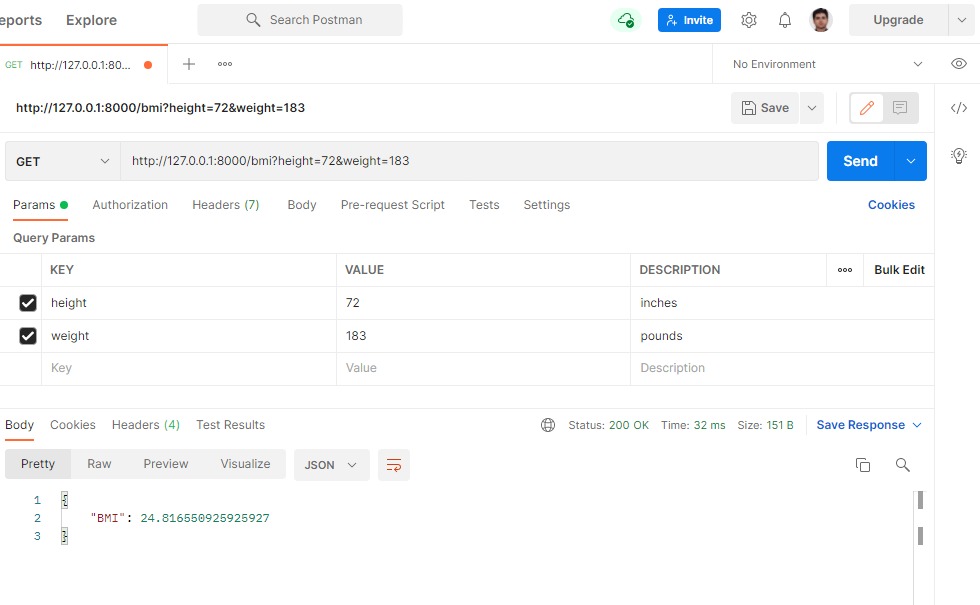 eports Explore Search Postman Invite Upgrade
GET http://127.0.0.1:80... No Environment
http://127.0.0.1:8000/bmi?height=72&weight=183 Save
GET http://127.0.0.1:8000/bmi?height=72&weight=183 Send
Params Authorization Headers (7) Body Pre-request Script Tests Settings Cookies
Query Params
KEY VALUE DESCRIPTION Bulk Edit
height 72 inches
weight 183 pounds
Key Value Description
Body Cookies Headers (4) Test Results Status: 200 OK Time: 32 ms Size: 151 B Save Response
Pretty Raw Preview Visualize JSON
1 {
2 "BMI": 24.816550925925927
3 }